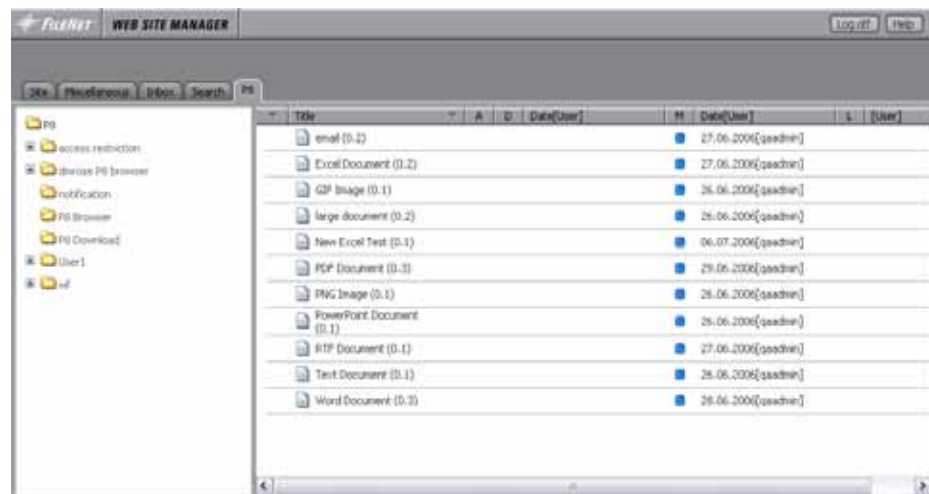 FILENET WEB SITE MANAGER Log off Help
Site Miscellaneous Inbox Search P8
P8
access restriction
discuss P8 browser
notification
P8 Browser
P8 Download
User1
wf
Title A D Date[User] M Date[User] L [User]
email (0.2) 27.06.2006[qaadmin]
Excel Document (0.2) 27.06.2006[qaadmin]
GIF Image (0.1) 26.06.2006[qaadmin]
large document (0.2) 26.06.2006[qaadmin]
New Excel Test (0.1) 06.07.2006[qaadmin]
PDF Document (0.3) 29.06.2006[qaadmin]
PNG Image (0.1) 26.06.2006[qaadmin]
PowerPoint Document
(0.1) 26.06.2006[qaadmin]
RTF Document (0.1) 27.06.2006[qaadmin]
Text Document (0.1) 26.06.2006[qaadmin]
Word Document (0.3) 28.06.2006[qaadmin]